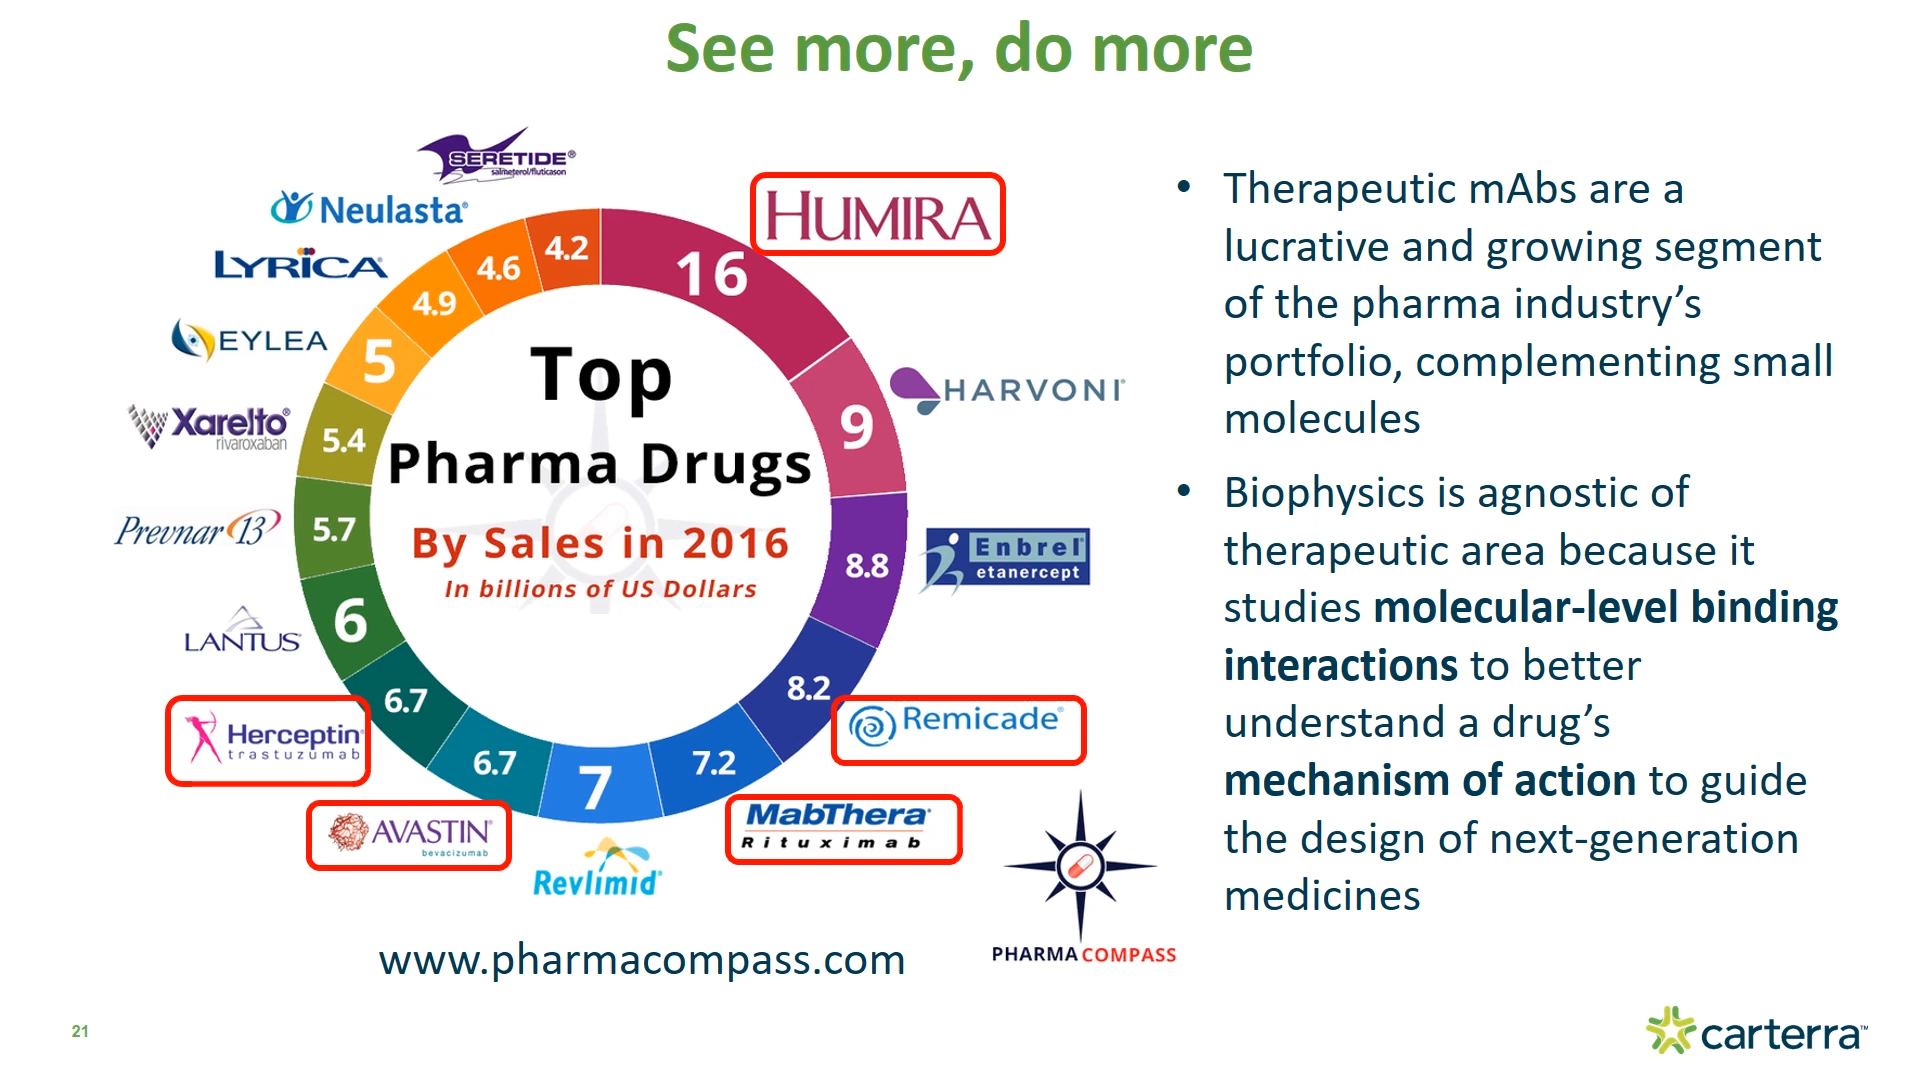 See more, do more
SERETIDE®
salmeterol/fluticason
Neulasta®
LYRICA®
EYLEA
Xarelto®
rivaroxaban
Prevnar 13®
LANTUS®
Herceptin®
trastuzumab
AVASTIN®
bevacizumab
Revlimid®
MabThera®
Rituximab
Remicade®
Enbrel®
etanercept
HARVONI®
HUMIRA
16
9
8.8
8.2
7.2
7
6.7
6.7
6
5.7
5.4
5
4.9
4.6
4.2
Top
Pharma Drugs
By Sales in 2016
In billions of US Dollars
www.pharmacompass.com
PHARMACOMPASS
• Therapeutic mAbs are a
lucrative and growing segment
of the pharma industry’s
portfolio, complementing small
molecules
• Biophysics is agnostic of
therapeutic area because it
studies molecular-level binding
interactions to better
understand a drug’s
mechanism of action to guide
the design of next-generation
medicines
21
carterra™